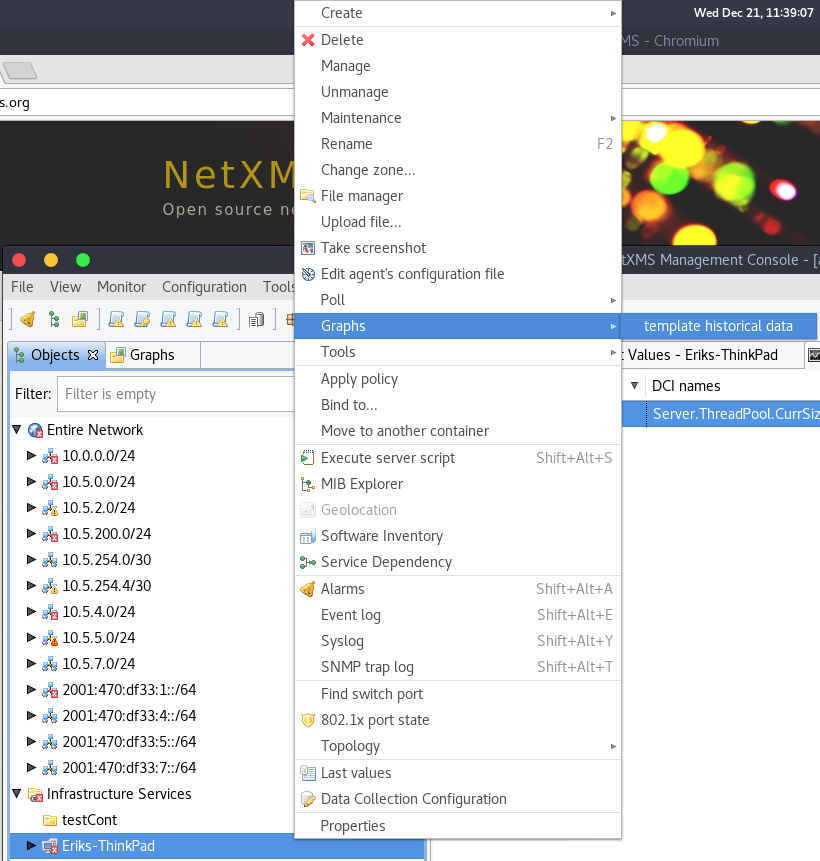 Wed Dec 21, 11:39:07
MS - Chromium
s.org
NetXM
Open source ne
tXMS Management Console - [a
File View Monitor Configuration Tools
Objects Graphs
t Values - Eriks-ThinkPad
Filter: Filter is empty
DCI names
Server.ThreadPool.CurrSiz
Entire Network
10.0.0.0/24
10.5.0.0/24
10.5.2.0/24
10.5.200.0/24
10.5.254.0/30
10.5.254.4/30
10.5.4.0/24
10.5.5.0/24
10.5.7.0/24
2001:470:df33:1::/64
2001:470:df33:4::/64
2001:470:df33:5::/64
2001:470:df33:7::/64
Infrastructure Services
testCont
Eriks-ThinkPad
Create
Delete
Manage
Unmanage
Maintenance
Rename F2
Change zone...
File manager
Upload file...
Take screenshot
Edit agent's configuration file
Poll
Graphs
template historical data
Tools
Apply policy
Bind to...
Move to another container
Execute server script Shift+Alt+S
MIB Explorer
Geolocation
Software Inventory
Service Dependency
Alarms Shift+Alt+A
Event log Shift+Alt+E
Syslog Shift+Alt+Y
SNMP trap log Shift+Alt+T
Find switch port
802.1x port state
Topology
Last values
Data Collection Configuration
Properties